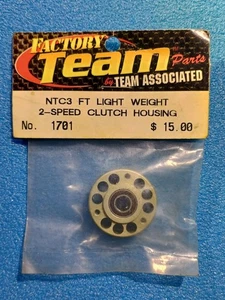 FACTORY
Team Parts
by TEAM ASSOCIATED
NTC3 FT LIGHT WEIGHT
2-SPEED CLUTCH HOUSING
No. 1701 $ 15.00